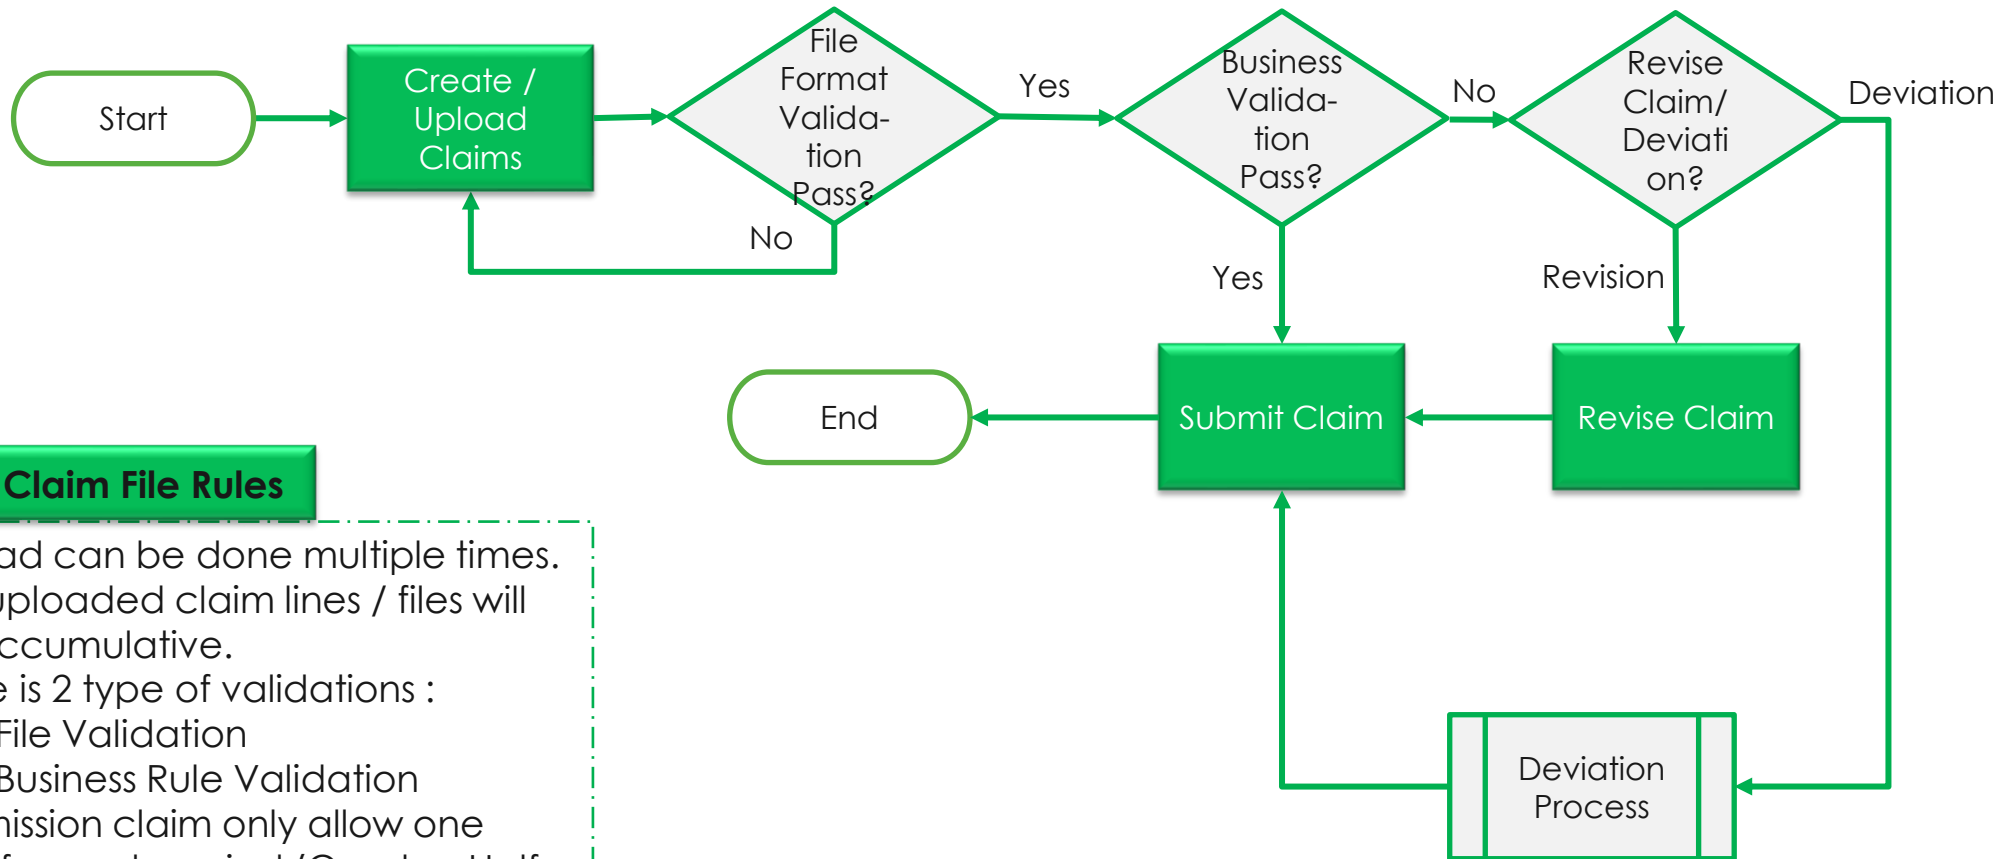 Start
Create /
Upload
Claims
File
Format
Valida-
tion
Pass?
Yes
No
Business
Valida-
tion
Pass?
No
Yes
Revise
Claim/
Deviati
on?
Deviation
Revision
End
Submit Claim
Revise Claim
Deviation
Process
Claim File Rules
ad can be done multiple times.
uploaded claim lines / files will
ccumulative.
e is 2 type of validations :
File Validation
Business Rule Validation
mission claim only allow one